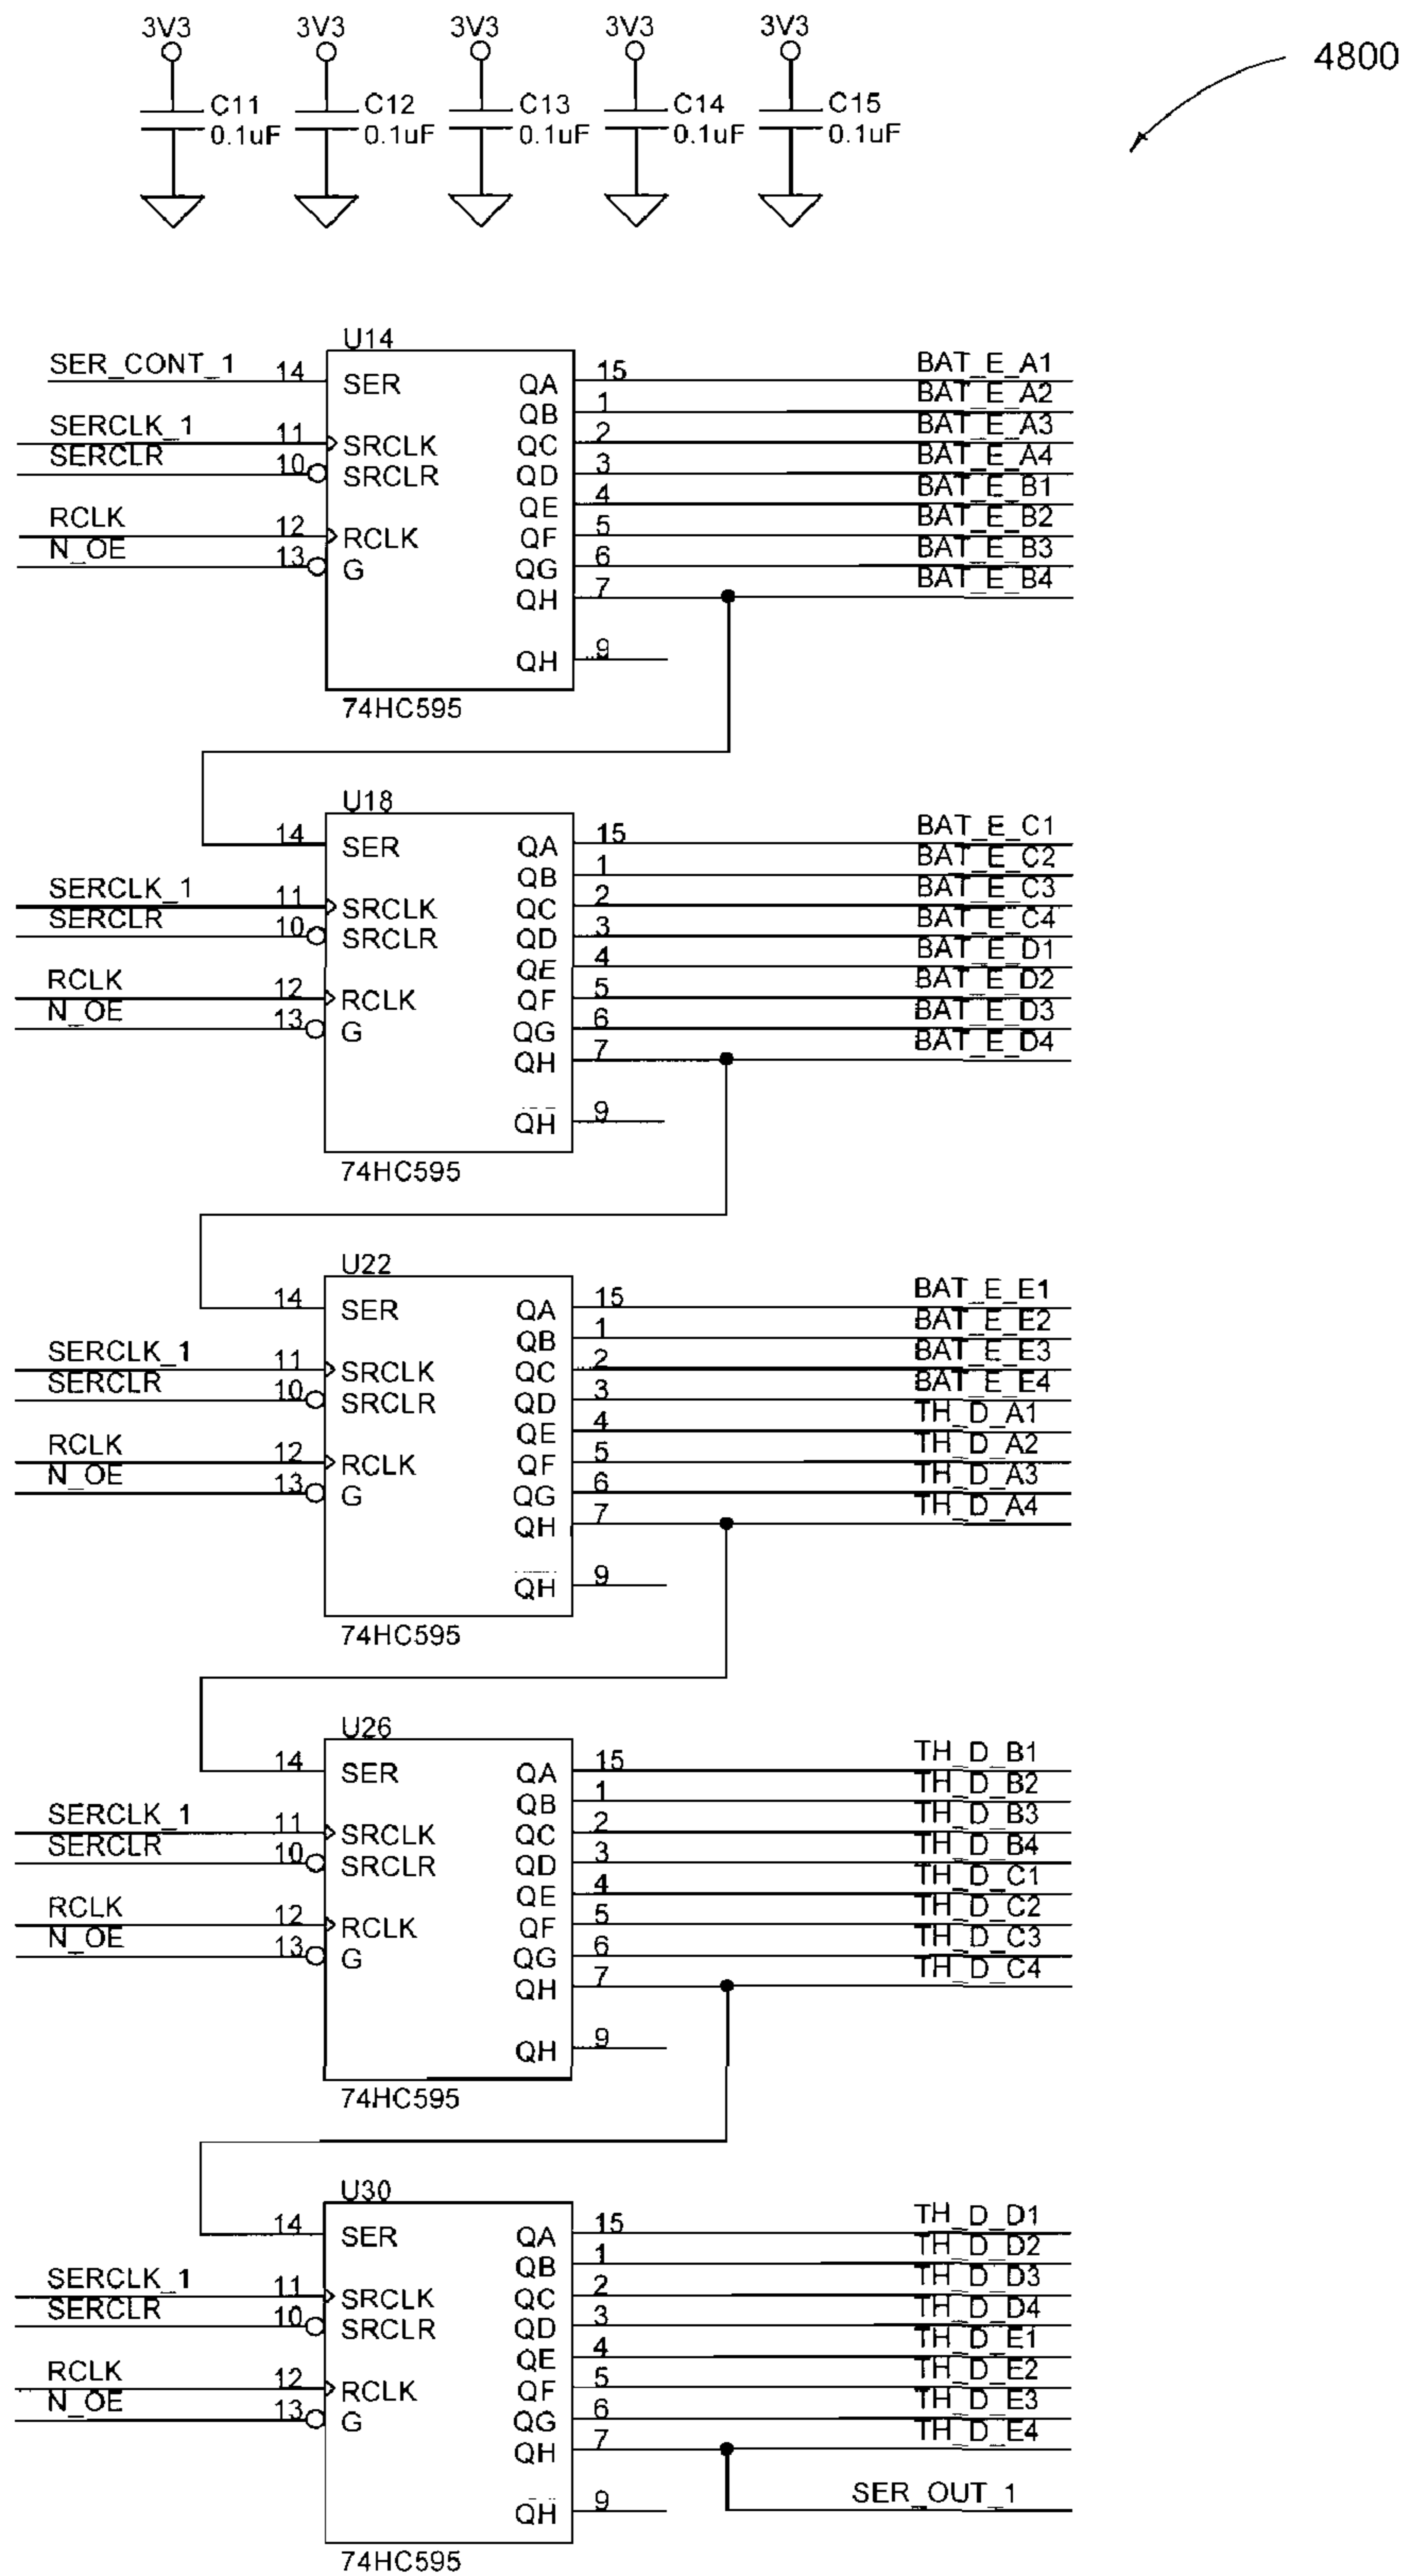 3V3 3V3 3V3 3V3 3V3
4800
C11 C12 C13 C14 C15
0.1uF 0.1uF 0.1uF 0.1uF 0.1uF
U14
SER_CONT_1 14 SER QA 15 BAT_E_A1
QB 1 BAT_E_A2
SERCLK_1 11 SRCLK QC 2 BAT_E_A3
SERCLR 10 SRCLR QD 3 BAT_E_A4
QE 4 BAT_E_B1
RCLK 12 RCLK QF 5 BAT_E_B2
N_OE 13 G QG 6 BAT_E_B3
QH 7 BAT_E_B4
QH 9
74HC595
U18
14 SER QA 15 BAT_E_C1
QB 1 BAT_E_C2
SERCLK_1 11 SRCLK QC 2 BAT_E_C3
SERCLR 10 SRCLR QD 3 BAT_E_C4
QE 4 BAT_E_D1
RCLK 12 RCLK QF 5 BAT_E_D2
N_OE 13 G QG 6 BAT_E_D3
QH 7 BAT_E_D4
QH 9
74HC595
U22
14 SER QA 15 BAT_E_E1
QB 1 BAT_E_E2
SERCLK_1 11 SRCLK QC 2 BAT_E_E3
SERCLR 10 SRCLR QD 3 BAT_E_E4
QE 4 TH_D_A1
RCLK 12 RCLK QF 5 TH_D_A2
N_OE 13 G QG 6 TH_D_A3
QH 7 TH_D_A4
QH 9
74HC595
U26
14 SER QA 15 TH_D_B1
QB 1 TH_D_B2
SERCLK_1 11 SRCLK QC 2 TH_D_B3
SERCLR 10 SRCLR QD 3 TH_D_B4
QE 4 TH_D_C1
RCLK 12 RCLK QF 5 TH_D_C2
N_OE 13 G QG 6 TH_D_C3
QH 7 TH_D_C4
QH 9
74HC595
U30
14 SER QA 15 TH_D_D1
QB 1 TH_D_D2
SERCLK_1 11 SRCLK QC 2 TH_D_D3
SERCLR 10 SRCLR QD 3 TH_D_D4
QE 4 TH_D_E1
RCLK 12 RCLK QF 5 TH_D_E2
N_OE 13 G QG 6 TH_D_E3
QH 7 TH_D_E4
QH 9 SER_OUT_1
74HC595